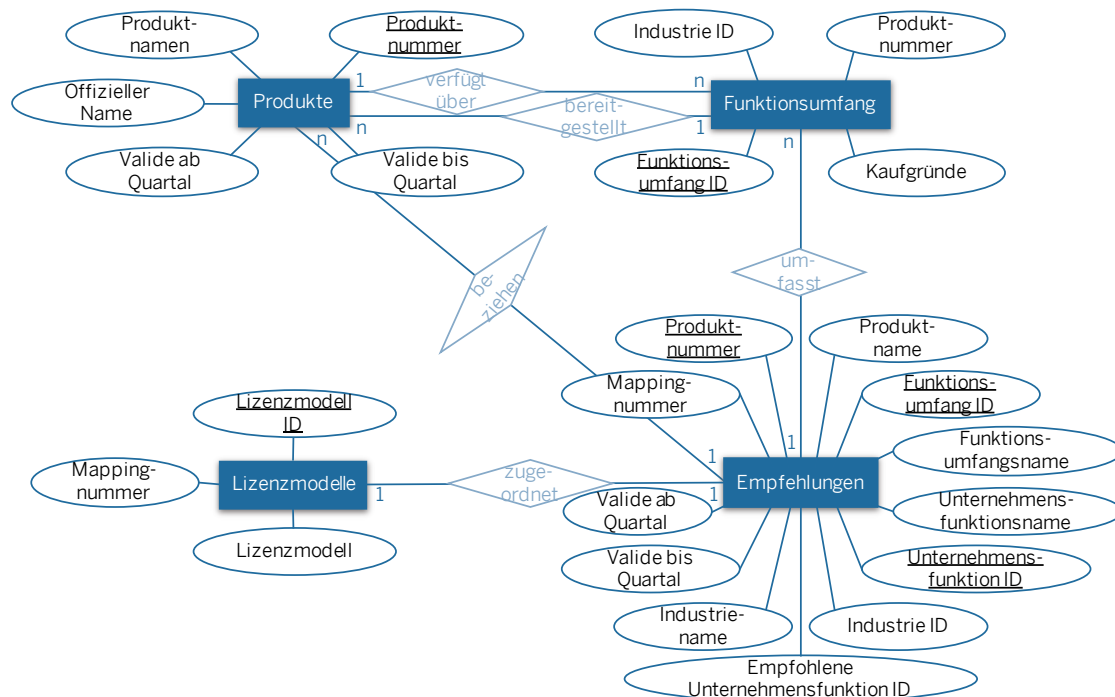 Produkt-
namen
Produkt-
nummer
Industrie ID
Produkt-
nummer
Offizieller
Name
Produkte
1
verfügt
über
n
Funktionsumfang
n
bereit-
gestellt
1
n
n
Valide ab
Quartal
Valide bis
Quartal
Funktions-
umfang ID
Kaufgründe
be-
ziehen
um-
fasst
Produkt-
nummer
Produkt-
name
Mapping-
nummer
Funktions-
umfang ID
Lizenzmodell
ID
1
1
Funktions-
umfangsname
Mapping-
nummer
Lizenzmodelle
1
zuge-
ordnet
1
Empfehlungen
Valide ab
Quartal
Unternehmens-
funktionsname
Lizenzmodell
Valide bis
Quartal
Unternehmens-
funktion ID
Industrie-
name
Industrie ID
Empfohlene
Unternehmensfunktion ID